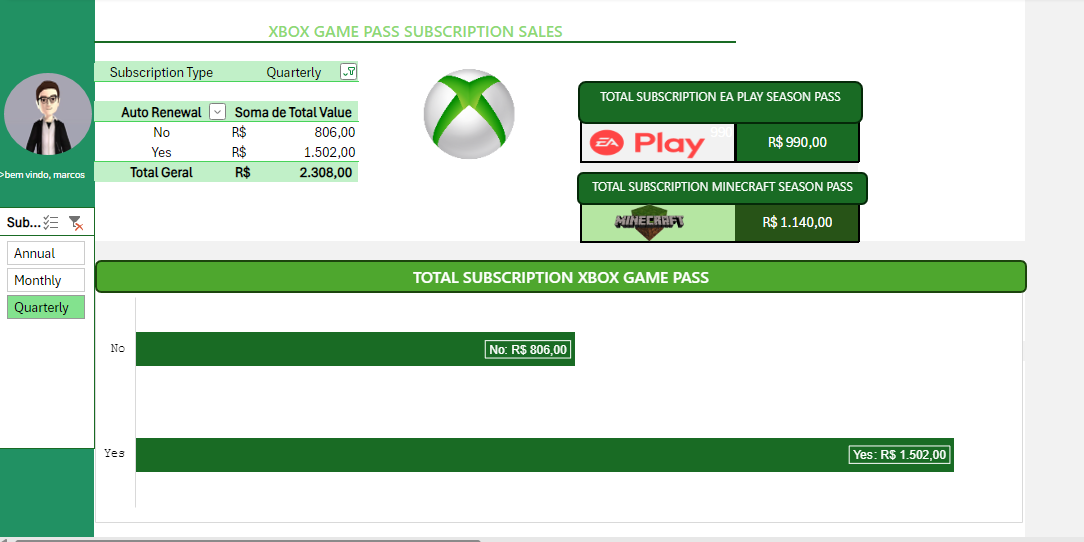 XBOX GAME PASS SUBSCRIPTION SALES
Subscription Type Quarterly
Auto Renewal Soma de Total Value
No R$ 806,00
Yes R$ 1.502,00
Total Geral R$ 2.308,00
>bem vindo, marcos
Sub...
Annual
Monthly
Quarterly
TOTAL SUBSCRIPTION EA PLAY SEASON PASS
EA Play 990
R$ 990,00
TOTAL SUBSCRIPTION MINECRAFT SEASON PASS
MINECRAFT
R$ 1.140,00
TOTAL SUBSCRIPTION XBOX GAME PASS
No
No: R$ 806,00
Yes
Yes: R$ 1.502,00